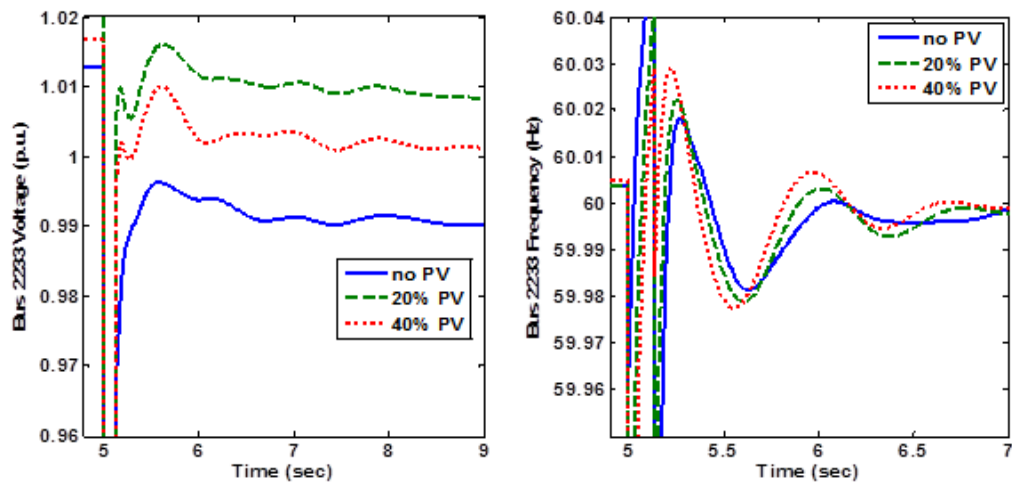 1.02
1.01
1
0.99
0.98
0.97
0.96
5
6
7
8
9
Bus 2233 Voltage (p.u.)
Time (sec)
no PV
20% PV
40% PV
60.04
60.03
60.02
60.01
60
59.99
59.98
59.97
59.96
5
5.5
6
6.5
7
Bus 2233 Frequency (Hz)
Time (sec)
no PV
20% PV
40% PV